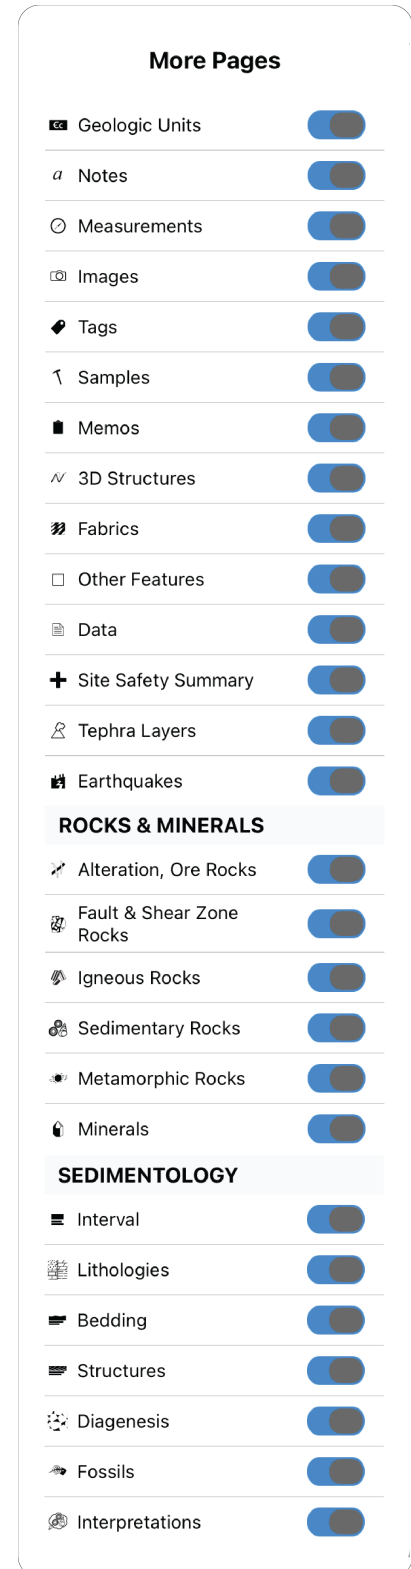 More Pages
Єc Geologic Units
a Notes
Measurements
Images
Tags
Samples
Memos
3D Structures
Fabrics
Other Features
Data
Site Safety Summary
Tephra Layers
Earthquakes
ROCKS & MINERALS
Alteration, Ore Rocks
Fault & Shear Zone
Rocks
Igneous Rocks
Sedimentary Rocks
Metamorphic Rocks
Minerals
SEDIMENTOLOGY
Interval
Lithologies
Bedding
Structures
Diagenesis
Fossils
Interpretations